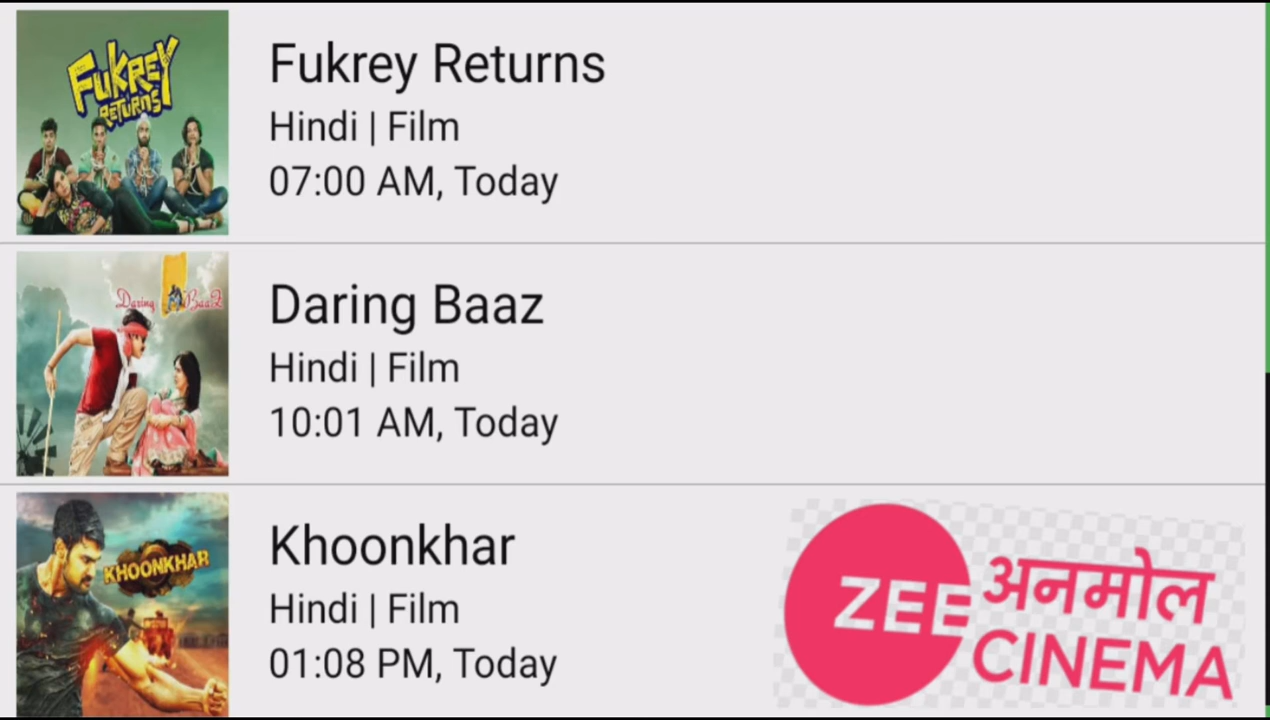 FUKREY
RETURNS
Fukrey Returns
Hindi | Film
07:00 AM, Today
Daring Baaz
Daring Baaz
Hindi | Film
10:01 AM, Today
KHOONKHAR
Khoonkhar
Hindi | Film
01:08 PM, Today
ZEE अनमोल
CINEMA